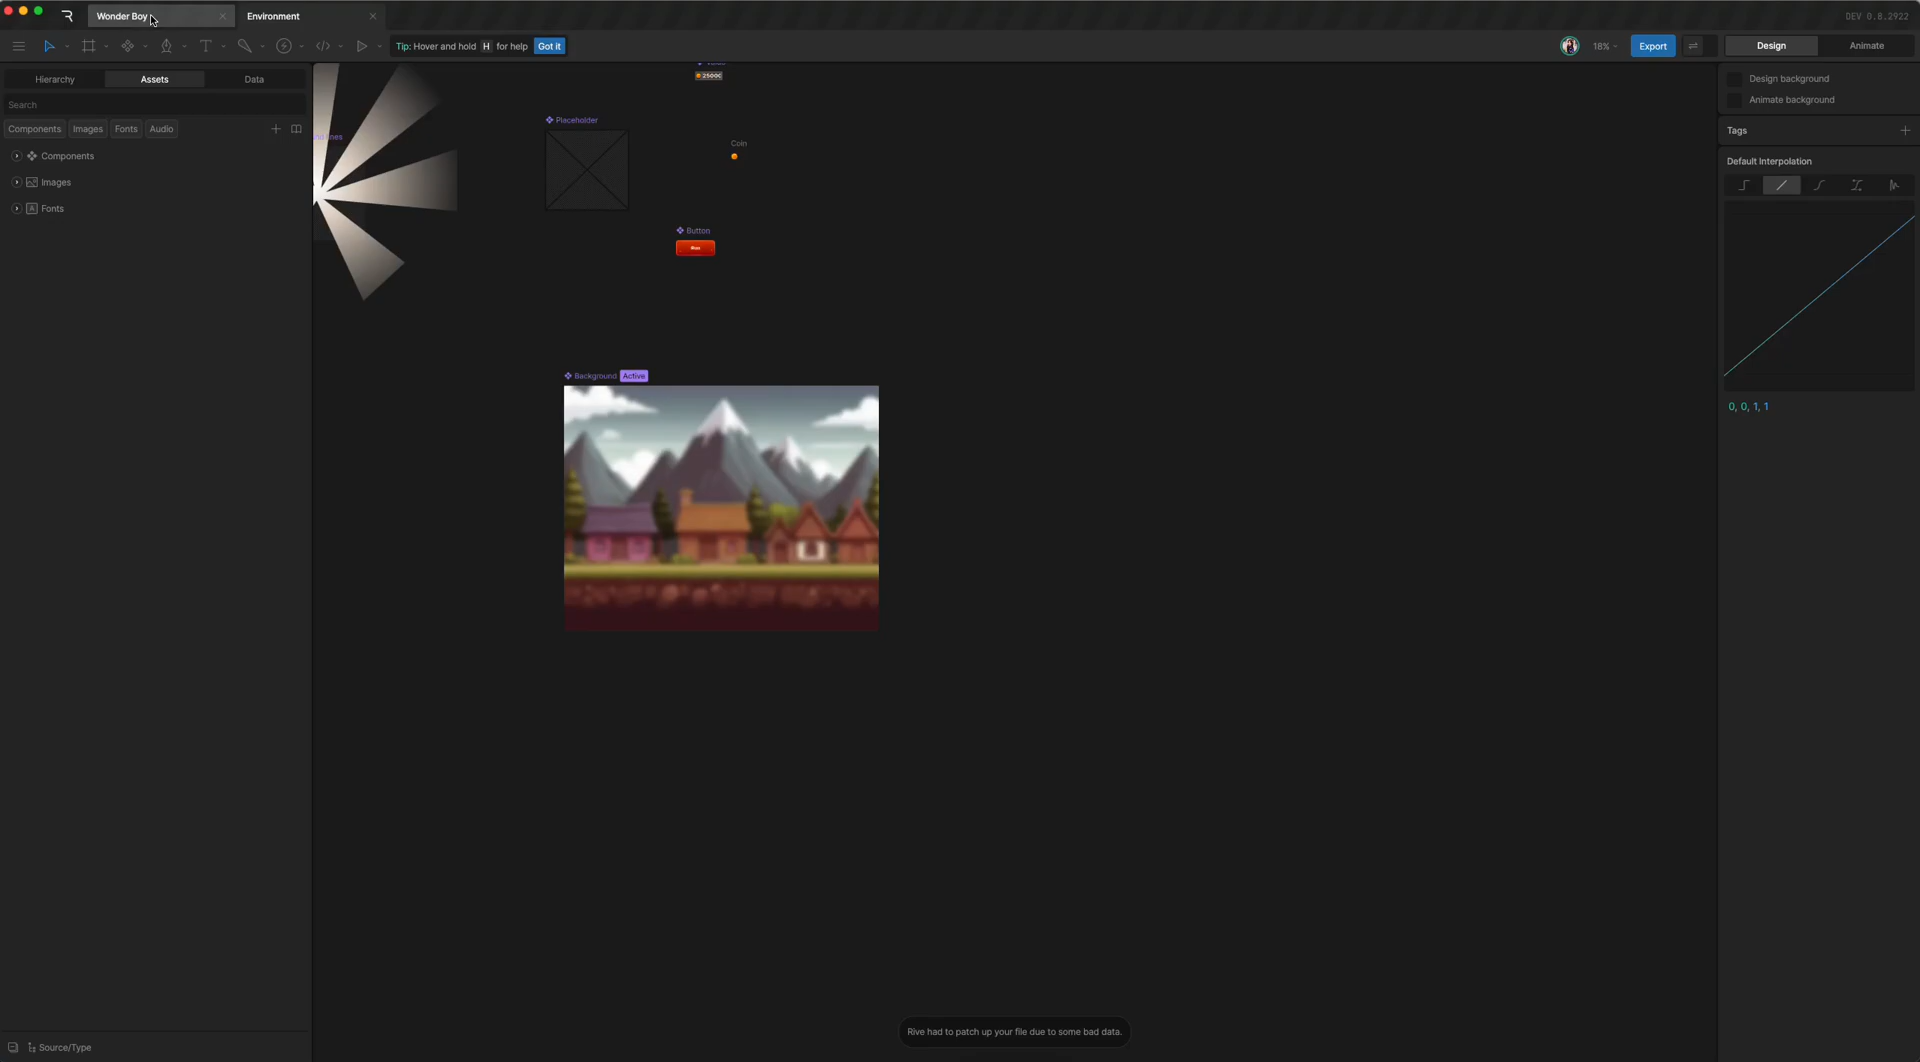 Wonder Boy
Environment
DEV 0.8.2922
Tip: Hover and hold H for help
Got it
18%
Export
Design
Animate
Hierarchy
Assets
Data
Search
Components
Images
Fonts
Audio
Components
Images
Fonts
2500C
Placeholder
Coin
Button
Background
Active
Design background
Animate background
Tags
Default Interpolation
0, 0, 1, 1
Rive had to patch up your file due to some bad data.
Source/Type